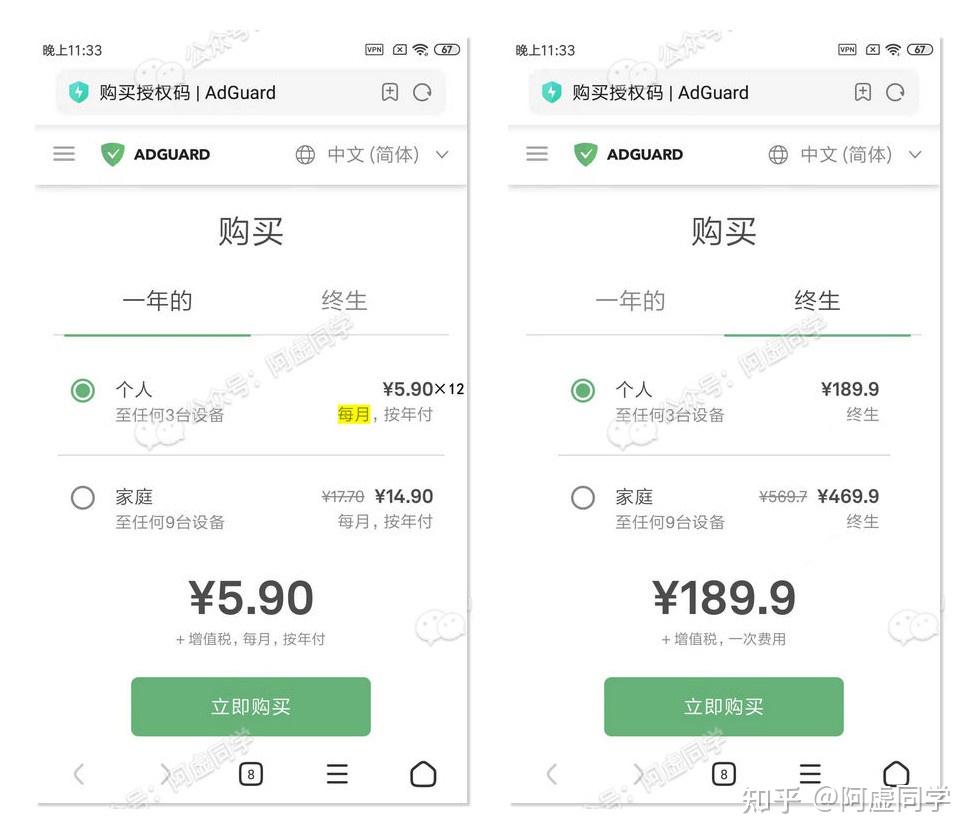 晚上11:33
VPN
67
购买授权码 | AdGuard
ADGUARD
中文 (简体)
购买
一年的
终生
个人
¥5.90×12
至任何3台设备
每月，按年付
家庭
¥17.70 ¥14.90
至任何9台设备
每月，按年付
¥5.90
+ 增值税，每月，按年付
立即购买
8
公众号：阿虚同学
晚上11:33
VPN
67
购买授权码 | AdGuard
ADGUARD
中文 (简体)
购买
一年的
终生
个人
¥189.9
至任何3台设备
终生
家庭
¥569.7 ¥469.9
至任何9台设备
终生
¥189.9
+ 增值税，一次费用
立即购买
8
公众号：阿虚同学
知乎 @阿虚同学